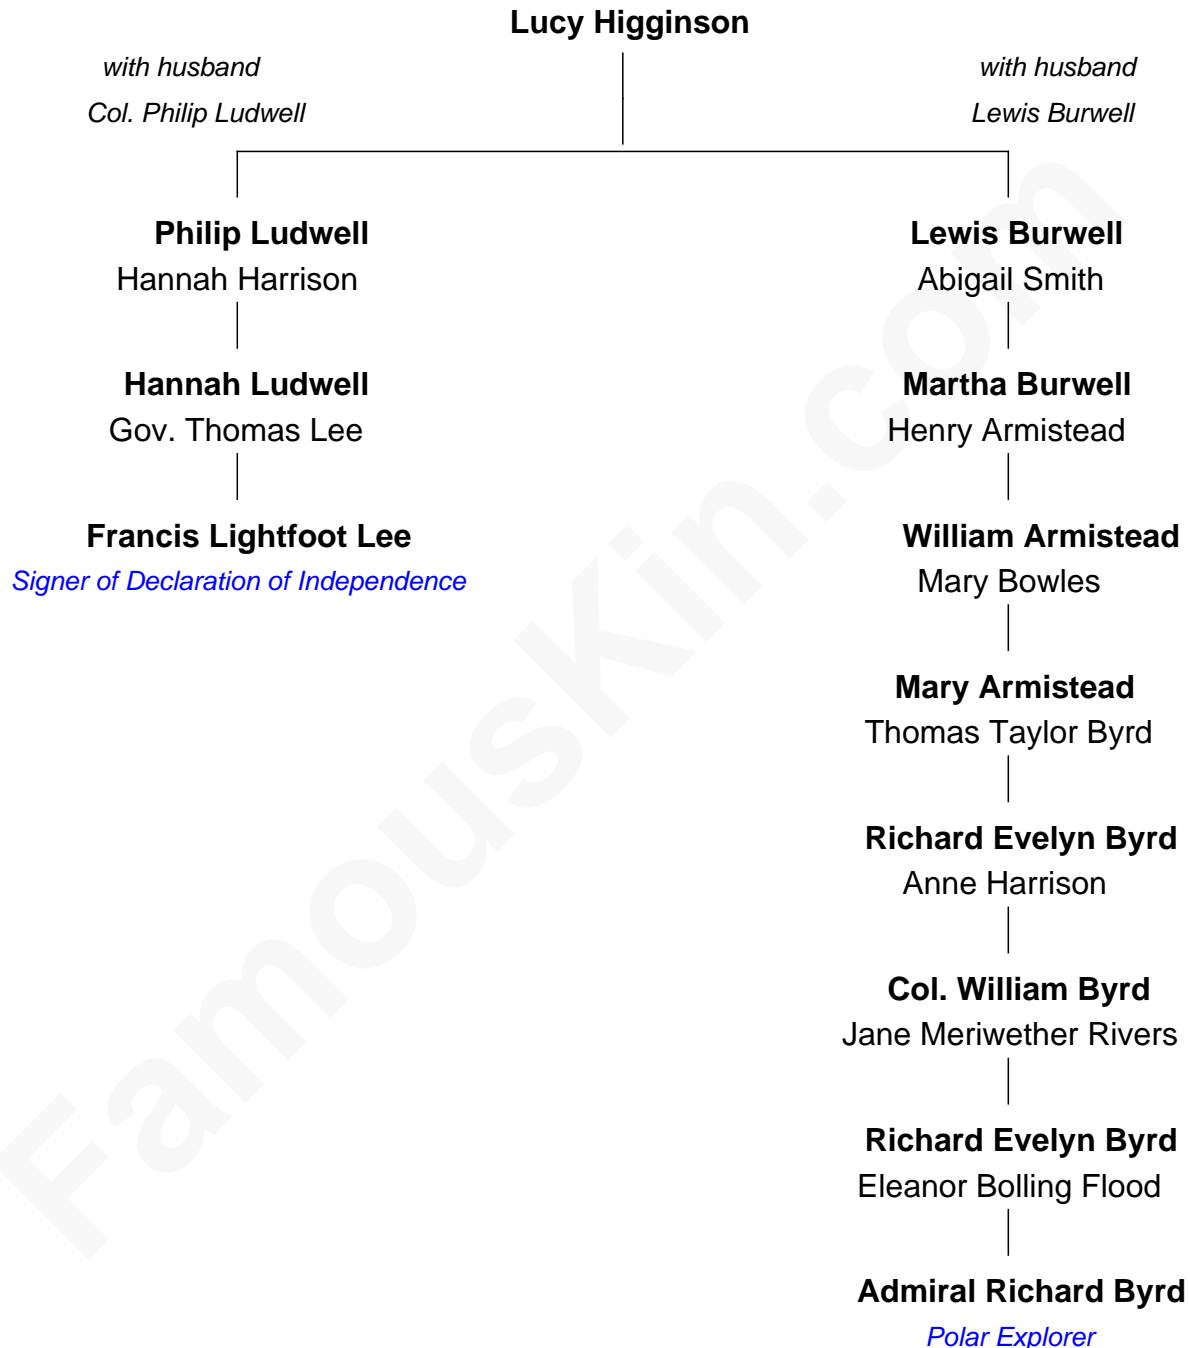 Lucy Higginson
with husband
Col. Philip Ludwell
with husband
Lewis Burwell
Philip Ludwell
Hannah Harrison
Hannah Ludwell
Gov. Thomas Lee
Francis Lightfoot Lee
Signer of Declaration of Independence
Lewis Burwell
Abigail Smith
Martha Burwell
Henry Armistead
William Armistead
Mary Bowles
Mary Armistead
Thomas Taylor Byrd
Richard Evelyn Byrd
Anne Harrison
Col. William Byrd
Jane Meriwether Rivers
Richard Evelyn Byrd
Eleanor Bolling Flood
Admiral Richard Byrd
Polar Explorer
FamousKin.com